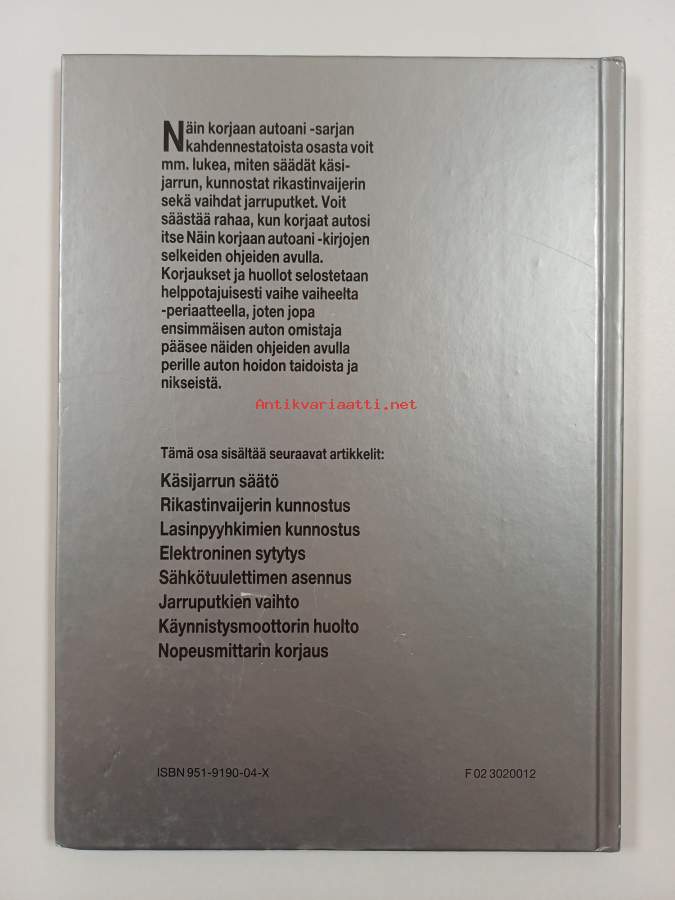 Näin korjaan autoani -sarjan
kahdennestatoista osasta voit
mm. lukea, miten säädät käsi-
jarrun, kunnostat rikastinvaijerin
sekä vaihdat jarruputket. Voit
säästää rahaa, kun korjaat autosi
itse Näin korjaan autoani -kirjojen
selkeiden ohjeiden avulla.
Korjaukset ja huollot selostetaan
helppotajuisesti vaihe vaiheelta
-periaatteella, joten jopa
ensimmäisen auton omistaja
pääsee näiden ohjeiden avulla
perille auton hoidon taidoista ja
nikseistä.
Antikvariaatti.net
Tämä osa sisältää seuraavat artikkelit:
Käsijarrun säätö
Rikastinvaijerin kunnostus
Lasinpyyhkimien kunnostus
Elektroninen sytytys
Sähkötuulettimen asennus
Jarruputkien vaihto
Käynnistysmoottorin huolto
Nopeusmittarin korjaus
ISBN 951-9190-04-X
F 02 3020012